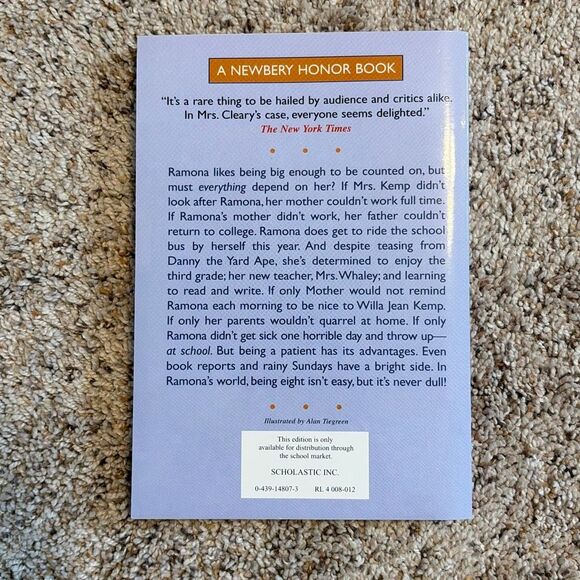 A NEWBERY HONOR BOOK
“It’s a rare thing to be hailed by audience and critics alike.
In Mrs. Cleary’s case, everyone seems delighted.”
The New York Times
Ramona likes being big enough to be counted on, but
must everything depend on her? If Mrs. Kemp didn’t
look after Ramona, her mother couldn’t work full time.
If Ramona’s mother didn’t work, her father couldn’t
return to college. Ramona does get to ride the school
bus by herself this year. And despite teasing from
Danny the Yard Ape, she’s determined to enjoy the
third grade; her new teacher, Mrs. Whaley; and learning
to read and write. If only Mother would not remind
Ramona each morning to be nice to Willa Jean Kemp.
If only her parents wouldn’t quarrel at home. If only
Ramona didn’t get sick one horrible day and throw up—
at school. But being a patient has its advantages. Even
book reports and rainy Sundays have a bright side. In
Ramona’s world, being eight isn’t easy, but it’s never dull!
Illustrated by Alan Tiegreen
This edition is only
available for distribution through
the school market.
SCHOLASTIC INC.
0-439-14807-3 RL 4 008-012